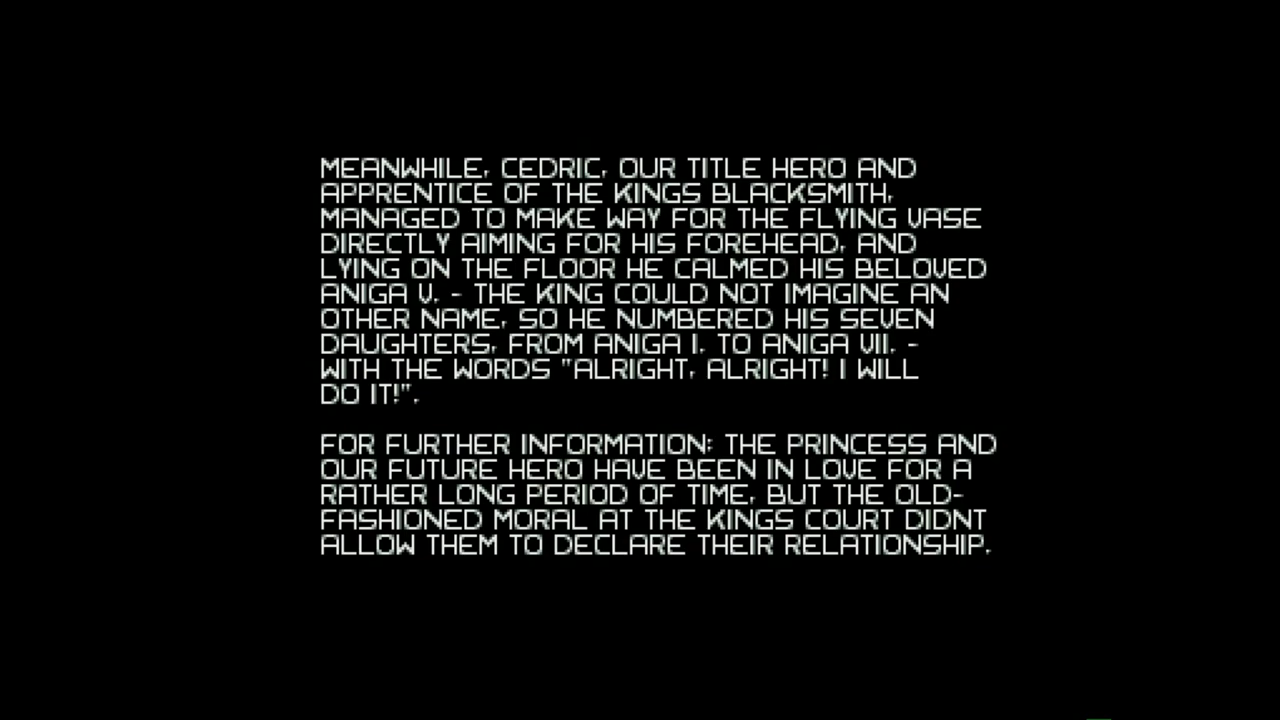 MEANWHILE, CEDRIC, OUR TITLE HERO AND
APPRENTICE OF THE KINGS BLACKSMITH,
MANAGED TO MAKE WAY FOR THE FLYING VASE
DIRECTLY AIMING FOR HIS FOREHEAD, AND
LYING ON THE FLOOR HE CALMED HIS BELOVED
ANIGA V. - THE KING COULD NOT IMAGINE AN
OTHER NAME, SO HE NUMBERED HIS SEVEN
DAUGHTERS, FROM ANIGA I. TO ANIGA VII. -
WITH THE WORDS "ALRIGHT, ALRIGHT! I WILL
DO IT!".
FOR FURTHER INFORMATION: THE PRINCESS AND
OUR FUTURE HERO HAVE BEEN IN LOVE FOR A
RATHER LONG PERIOD OF TIME, BUT THE OLD-
FASHIONED MORAL AT THE KINGS COURT DIDNT
ALLOW THEM TO DECLARE THEIR RELATIONSHIP.